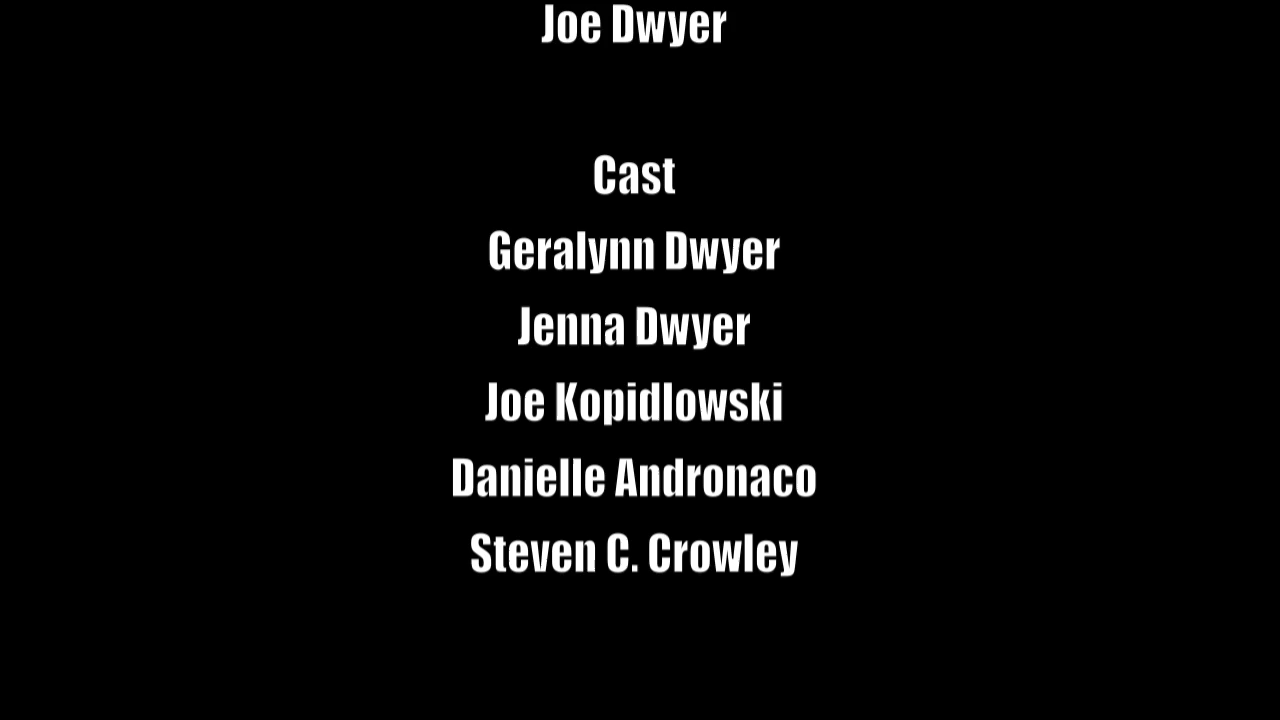 Joe Dwyer
Cast
Geralynn Dwyer
Jenna Dwyer
Joe Kopidlowski
Danielle Andronaco
Steven C. Crowley